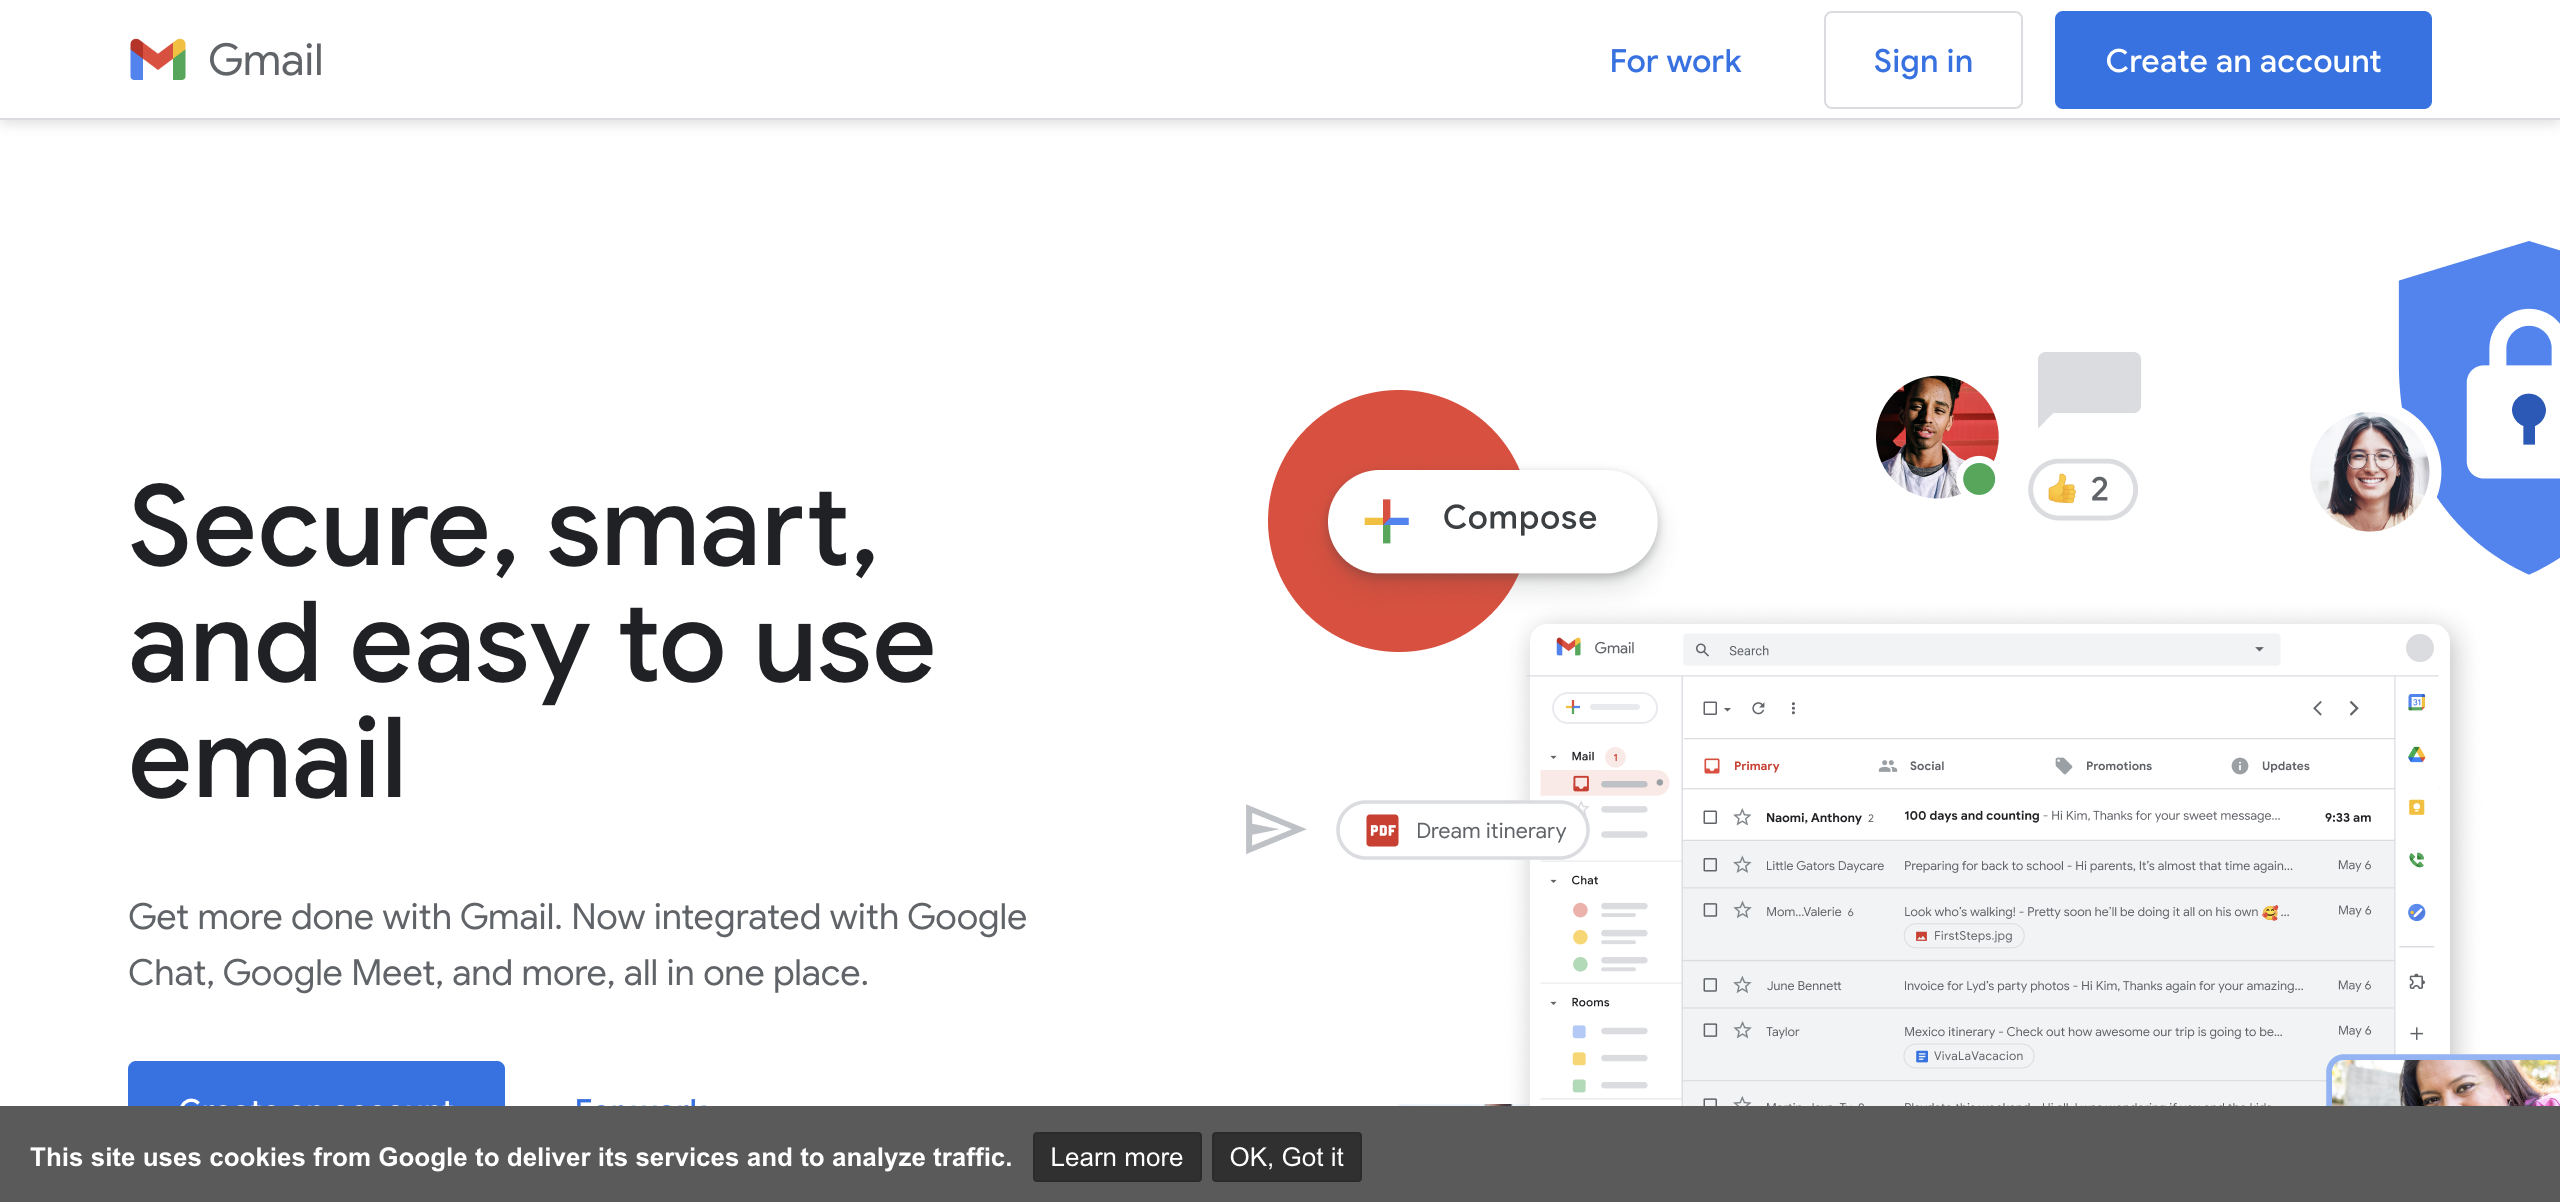 Gmail
For work
Sign in
Create an account
Secure, smart,
and easy to use
email
Get more done with Gmail. Now integrated with Google
Chat, Google Meet, and more, all in one place.
Create an account
For work
Compose
2
PDF Dream itinerary
Gmail
Search
31
Mail 1
Chat
Rooms
Primary
Social
Promotions
Updates
Naomi, Anthony 2 100 days and counting - Hi Kim, Thanks for your sweet message... 9:33 am
Little Gators Daycare Preparing for back to school - Hi parents, It's almost that time again... May 6
Mom...Valerie 6 Look who's walking! - Pretty soon he'll be doing it all on his own 🥰 ... May 6
FirstSteps.jpg
June Bennett Invoice for Lyd's party photos - Hi Kim, Thanks again for your amazing... May 6
Taylor Mexico itinerary - Check out how awesome our trip is going to be... May 6
VivaLaVacacion
This site uses cookies from Google to deliver its services and to analyze traffic.
Learn more
OK, Got it